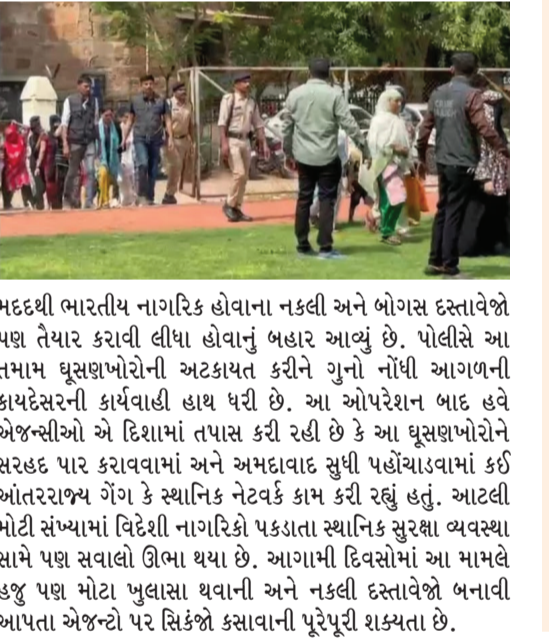 મદદથી ભારતીય નાગરિક હોવાના નકલી અને બોગસ દસ્તાવેજો
પણ તૈયાર કરાવી લીધા હોવાનું બહાર આવ્યું છે. પોલીસે આ
તમામ ઘૂસણખોરોની અટકાયત કરીને ગુનો નોંધી આગળની
કાયદેસરની કાર્યવાહી હાથ ધરી છે. આ ઓપરેશન બાદ હવે
એજન્સીઓ એ દિશામાં તપાસ કરી રહી છે કે આ ઘૂસણખોરોને
સરહદ પાર કરાવવામાં અને અમદાવાદ સુધી પહોંચાડવામાં કઈ
આંતરરાજ્ય ગેંગ કે સ્થાનિક નેટવર્ક કામ કરી રહ્યું હતું. આટલી
મોટી સંખ્યામાં વિદેશી નાગરિકો પકડાતા સ્થાનિક સુરક્ષા વ્યવસ્થા
સામે પણ સવાલો ઊભા થયા છે. આગામી દિવસોમાં આ મામલે
હજુ પણ મોટા ખુલાસા થવાની અને નકલી દસ્તાવેજો બનાવી
આપતા એજન્ટો પર સિકંજો કસાવાની પૂરેપૂરી શક્યતા છે.